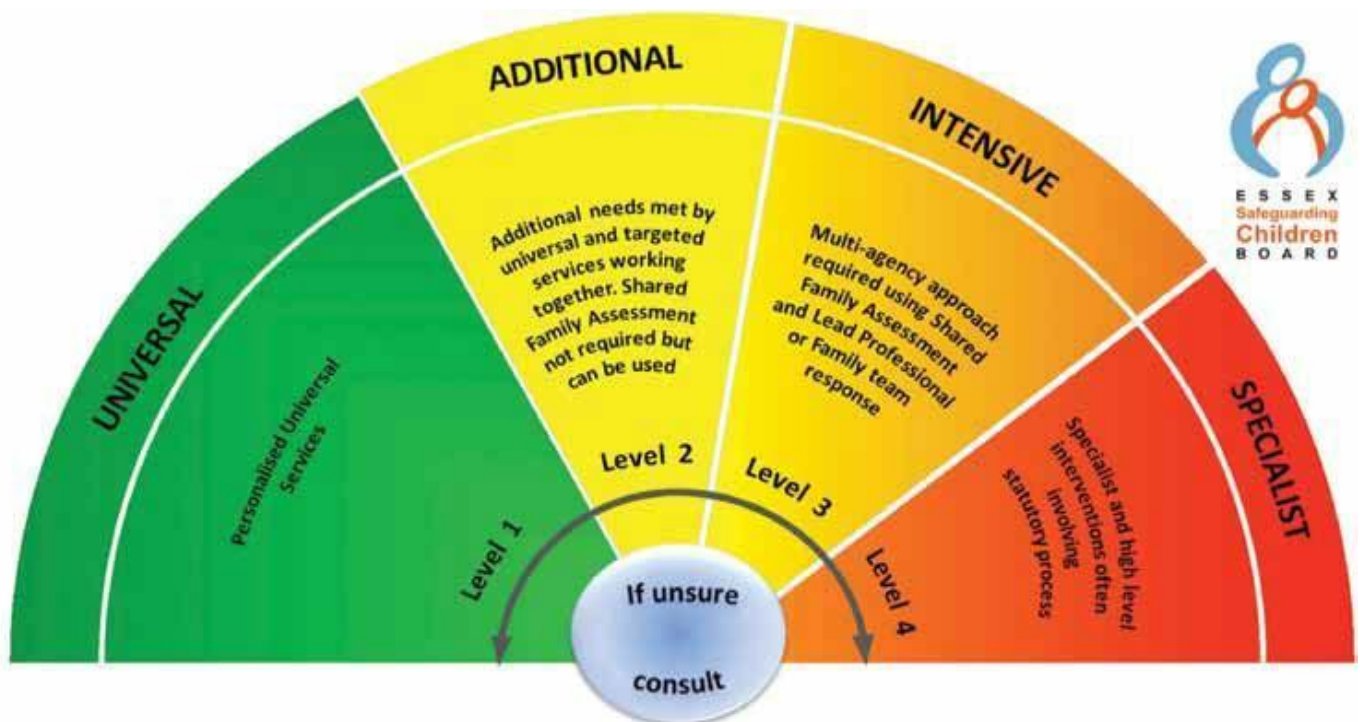 UNIVERSAL
Personalised Universal
Services
Level 1
ADDITIONAL
Additional needs met by
universal and targeted
services working
together. Shared
Family Assessment
not required but
can be used
Level 2
INTENSIVE
Multi-agency approach
required using Shared
Family Assessment
and Lead Professional
or Family team
response
Level 3
SPECIALIST
Specialist and high level
interventions often
involving
statutory process
Level 4
If unsure
consult
ESSEX
Safeguarding
Children
BOARD